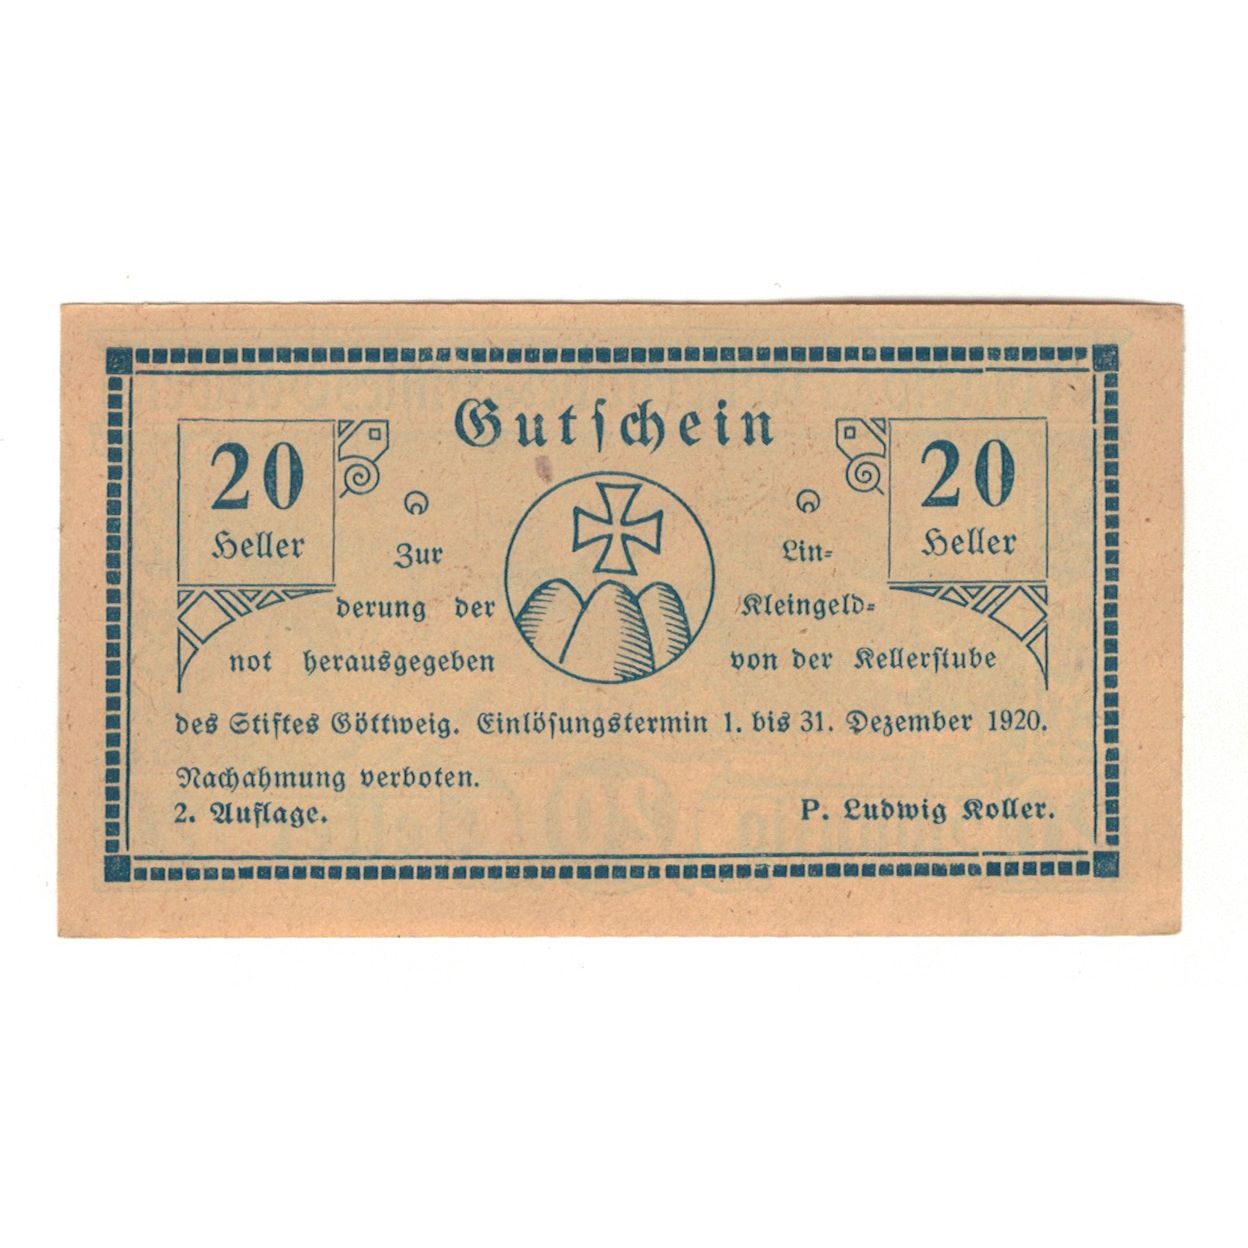 Gutschein
20 Heller
20 Heller
Zur Lin=
derung der Kleingeld=
not herausgegeben von der Kellerstube
des Stiftes Göttweig. Einlösungstermin 1. bis 31. Dezember 1920.
Nachahmung verboten.
2. Auflage. P. Ludwig Koller.